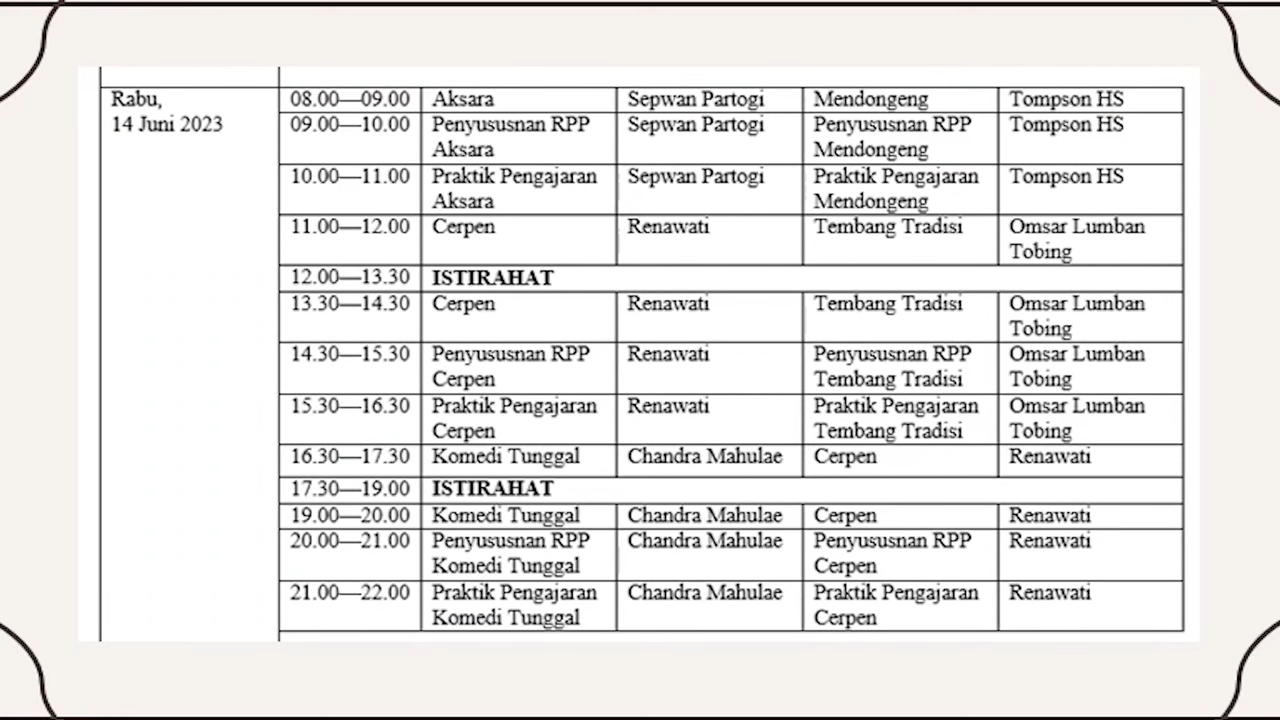 Rabu,
14 Juni 2023
08.00—09.00 Aksara Sepwan Partogi Mendongeng Tompson HS
09.00—10.00 Penyususnan RPP Sepwan Partogi Penyususnan RPP Tompson HS
Aksara Mendongeng
10.00—11.00 Praktik Pengajaran Sepwan Partogi Praktik Pengajaran Tompson HS
Aksara Mendongeng
11.00—12.00 Cerpen Renawati Tembang Tradisi Omsar Lumban
Tobing
12.00—13.30 ISTIRAHAT
13.30—14.30 Cerpen Renawati Tembang Tradisi Omsar Lumban
Tobing
14.30—15.30 Penyususnan RPP Renawati Penyususnan RPP Omsar Lumban
Cerpen Tembang Tradisi Tobing
15.30—16.30 Praktik Pengajaran Renawati Praktik Pengajaran Omsar Lumban
Cerpen Tembang Tradisi Tobing
16.30—17.30 Komedi Tunggal Chandra Mahulae Cerpen Renawati
17.30—19.00 ISTIRAHAT
19.00—20.00 Komedi Tunggal Chandra Mahulae Cerpen Renawati
20.00—21.00 Penyususnan RPP Chandra Mahulae Penyususnan RPP Renawati
Komedi Tunggal Cerpen
21.00—22.00 Praktik Pengajaran Chandra Mahulae Praktik Pengajaran Renawati
Komedi Tunggal Cerpen